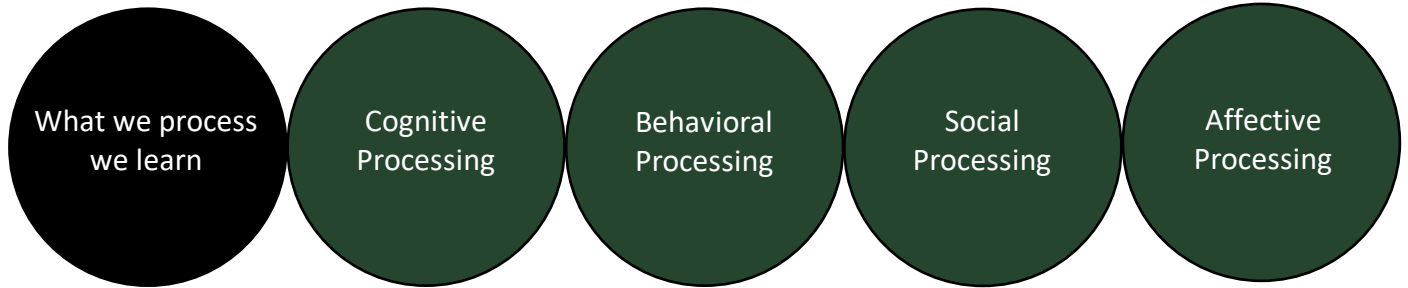 What we process
we learn
Cognitive
Processing
Behavioral
Processing
Social
Processing
Affective
Processing